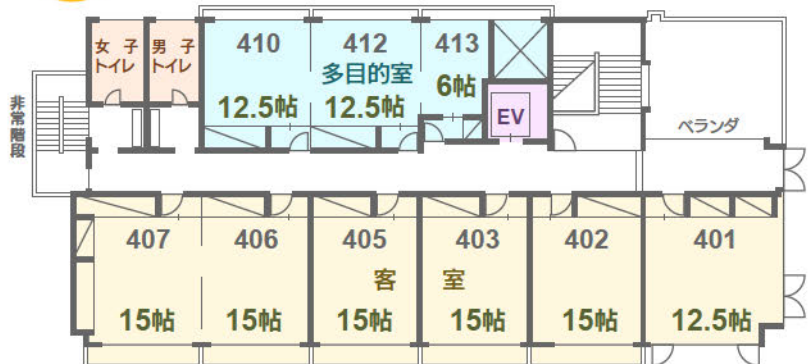 女子
トイレ
男子
トイレ
410
412
413
多目的室
12.5帖
12.5帖
6帖
EV
非常階段
ベランダ
407
406
405
403
402
401
客室
15帖
15帖
15帖
15帖
15帖
12.5帖